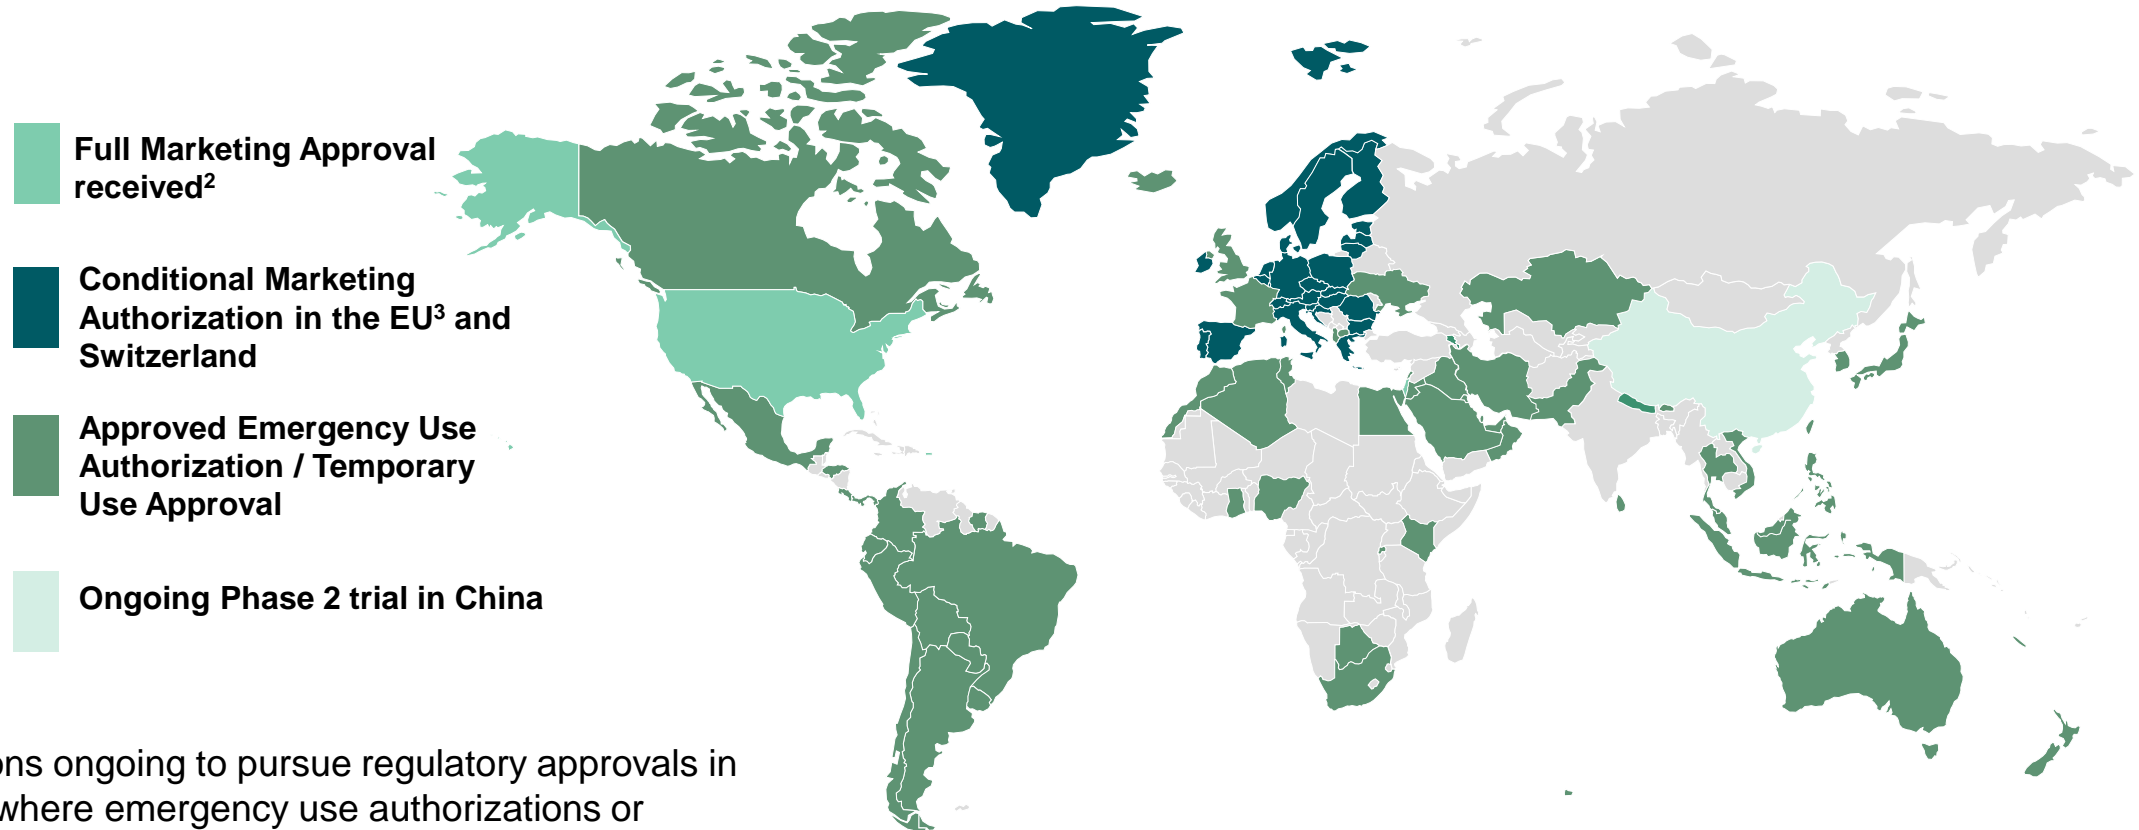 Full Marketing Approval
received²
Conditional Marketing
Authorization in the EU³ and
Switzerland
Approved Emergency Use
Authorization / Temporary
Use Approval
Ongoing Phase 2 trial in China
ongoing to pursue regulatory approvals in
where emergency use authorizations or